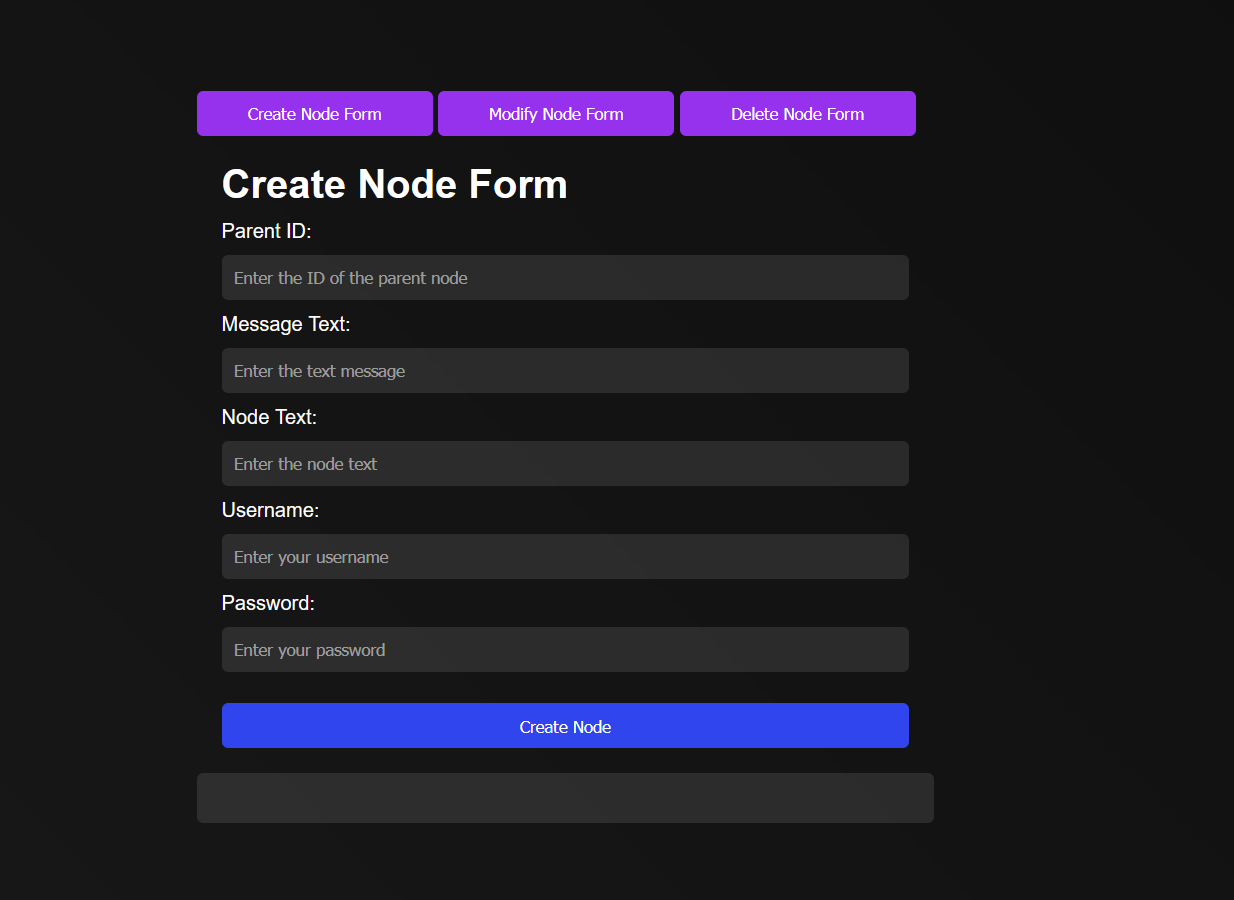 Create Node Form Modify Node Form Delete Node Form
Create Node Form
Parent ID:
Enter the ID of the parent node
Message Text:
Enter the text message
Node Text:
Enter the node text
Username:
Enter your username
Password:
Enter your password
Create Node